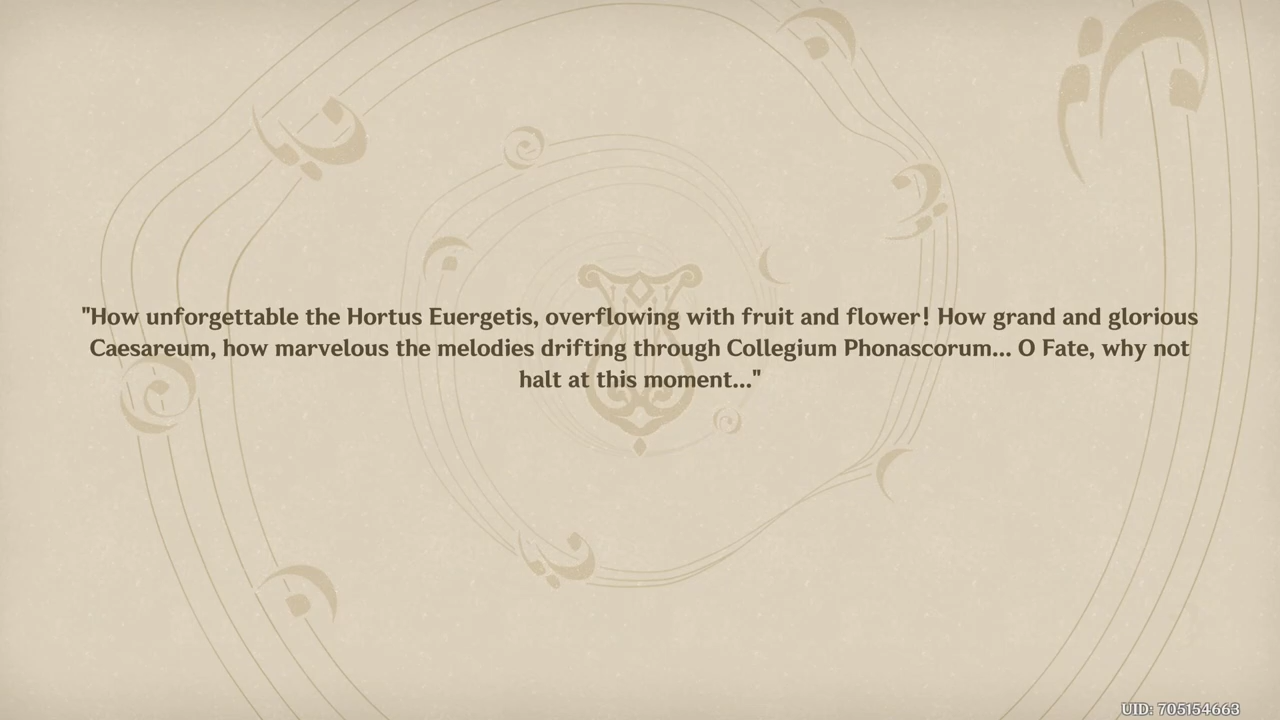 "How unforgettable the Hortus Euergetis, overflowing with fruit and flower! How grand and glorious
Caesareum, how marvelous the melodies drifting through Collegium Phonascorum... O Fate, why not
halt at this moment..."
UID: 705154663